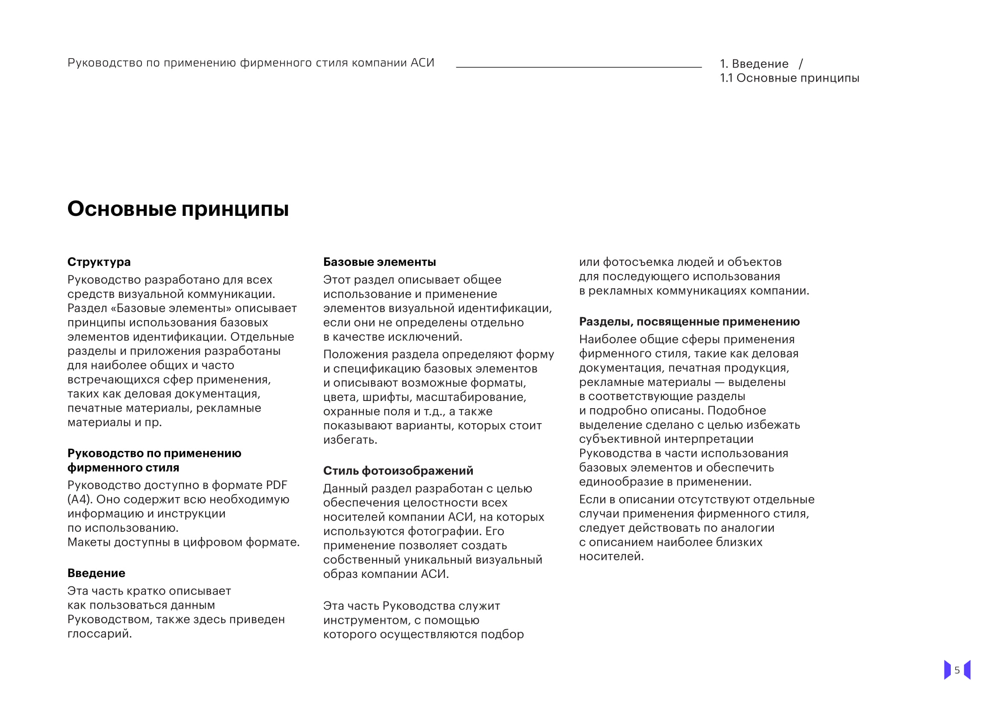 Руководство по применению фирменного стиля компании АСИ
1. Введение /
1.1 Основные принципы
Основные принципы
Структура
Руководство разработано для всех
средств визуальной коммуникации.
Раздел «Базовые элементы» описывает
принципы использования базовых
элементов идентификации. Отдельные
разделы и приложения разработаны
для наиболее общих и часто
встречающихся сфер применения,
таких как деловая документация,
печатные материалы, рекламные
материалы и пр.
Руководство по применению
фирменного стиля
Руководство доступно в формате PDF
(А4). Оно содержит всю необходимую
информацию и инструкции
по использованию.
Макеты доступны в цифровом формате.
Введение
Эта часть кратко описывает
как пользоваться данным
Руководством, также здесь приведен
глоссарий.
Базовые элементы
Этот раздел описывает общее
использование и применение
элементов визуальной идентификации,
если они не определены отдельно
в качестве исключений.
Положения раздела определяют форму
и спецификацию базовых элементов
и описывают возможные форматы,
цвета, шрифты, масштабирование,
охранные поля и т.д., а также
показывают варианты, которых стоит
избегать.
Стиль фотоизображений
Данный раздел разработан с целью
обеспечения целостности всех
носителей компании АСИ, на которых
используются фотографии. Его
применение позволяет создать
собственный уникальный визуальный
образ компании АСИ.
Эта часть Руководства служит
инструментом, с помощью
которого осуществляются подбор
или фотосъемка людей и объектов
для последующего использования
в рекламных коммуникациях компании.
Разделы, посвященные применению
Наиболее общие сферы применения
фирменного стиля, такие как деловая
документация, печатная продукция,
рекламные материалы — выделены
в соответствующие разделы
и подробно описаны. Подобное
выделение сделано с целью избежать
субъективной интерпретации
Руководства в части использования
базовых элементов и обеспечить
единообразие в применении.
Если в описании отсутствуют отдельные
случаи применения фирменного стиля,
следует действовать по аналогии
с описанием наиболее близких
носителей.
5